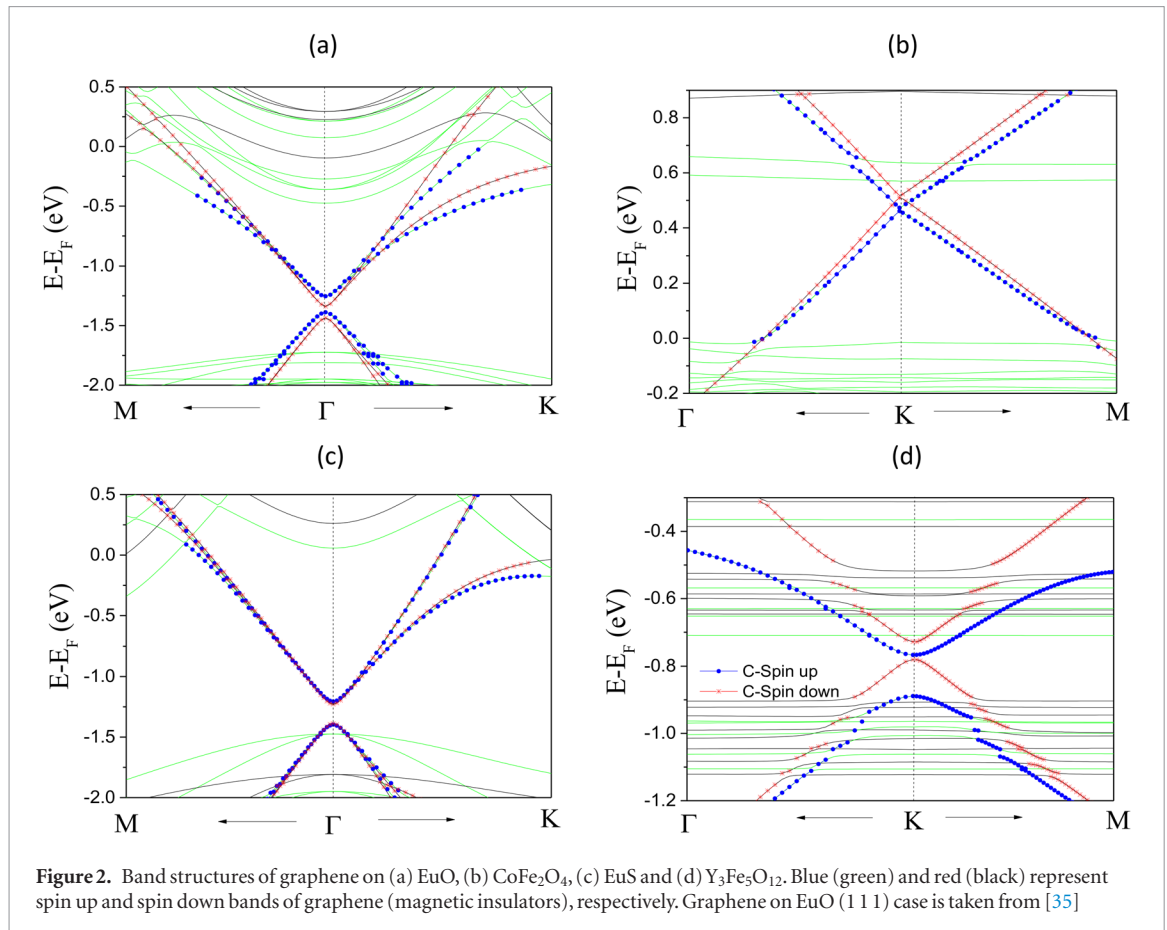 (a)
(b)
0.5
0.0
-0.5
-1.0
-1.5
-2.0
E-E_F (eV)
M
Γ
K
0.8
0.6
0.4
0.2
0.0
-0.2
E-E_F (eV)
Γ
K
M
(c)
(d)
0.5
0.0
-0.5
-1.0
-1.5
-2.0
E-E_F (eV)
M
Γ
K
-0.4
-0.6
-0.8
-1.0
-1.2
E-E_F (eV)
C-Spin up
C-Spin down
Γ
K
M
Figure 2. Band structures of graphene on (a) EuO, (b) CoFe₂O₄, (c) EuS and (d) Y₃Fe₅O₁₂. Blue (green) and red (black) represent
spin up and spin down bands of graphene (magnetic insulators), respectively. Graphene on EuO (1 1 1) case is taken from [35]